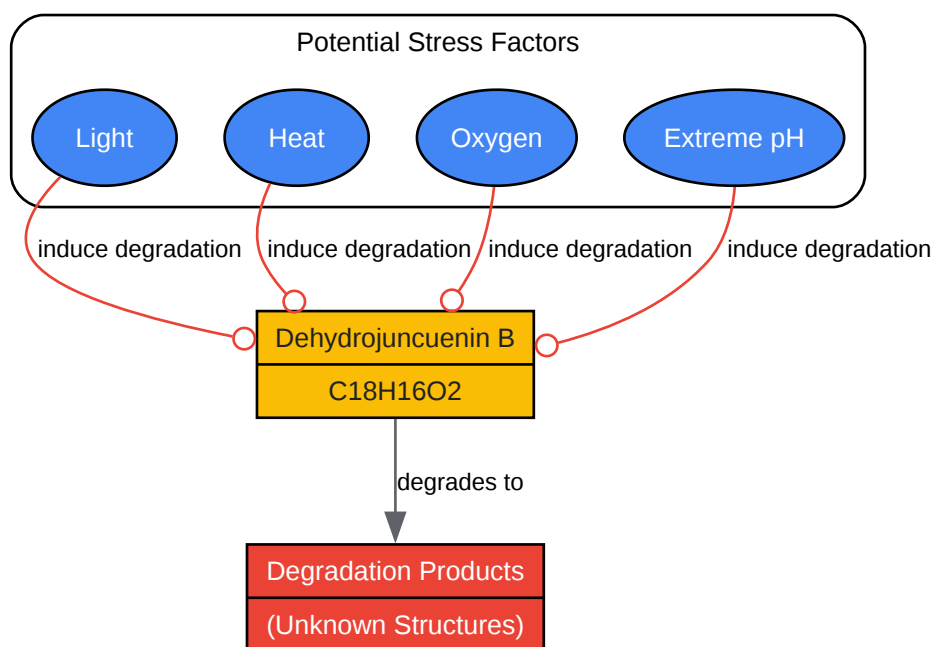 Potential Stress Factors
Light
Heat
Oxygen
Extreme pH
induce degradation
induce degradation
induce degradation
induce degradation
Dehydrojuncuenin B
C18H16O2
degrades to
Degradation Products
(Unknown Structures)